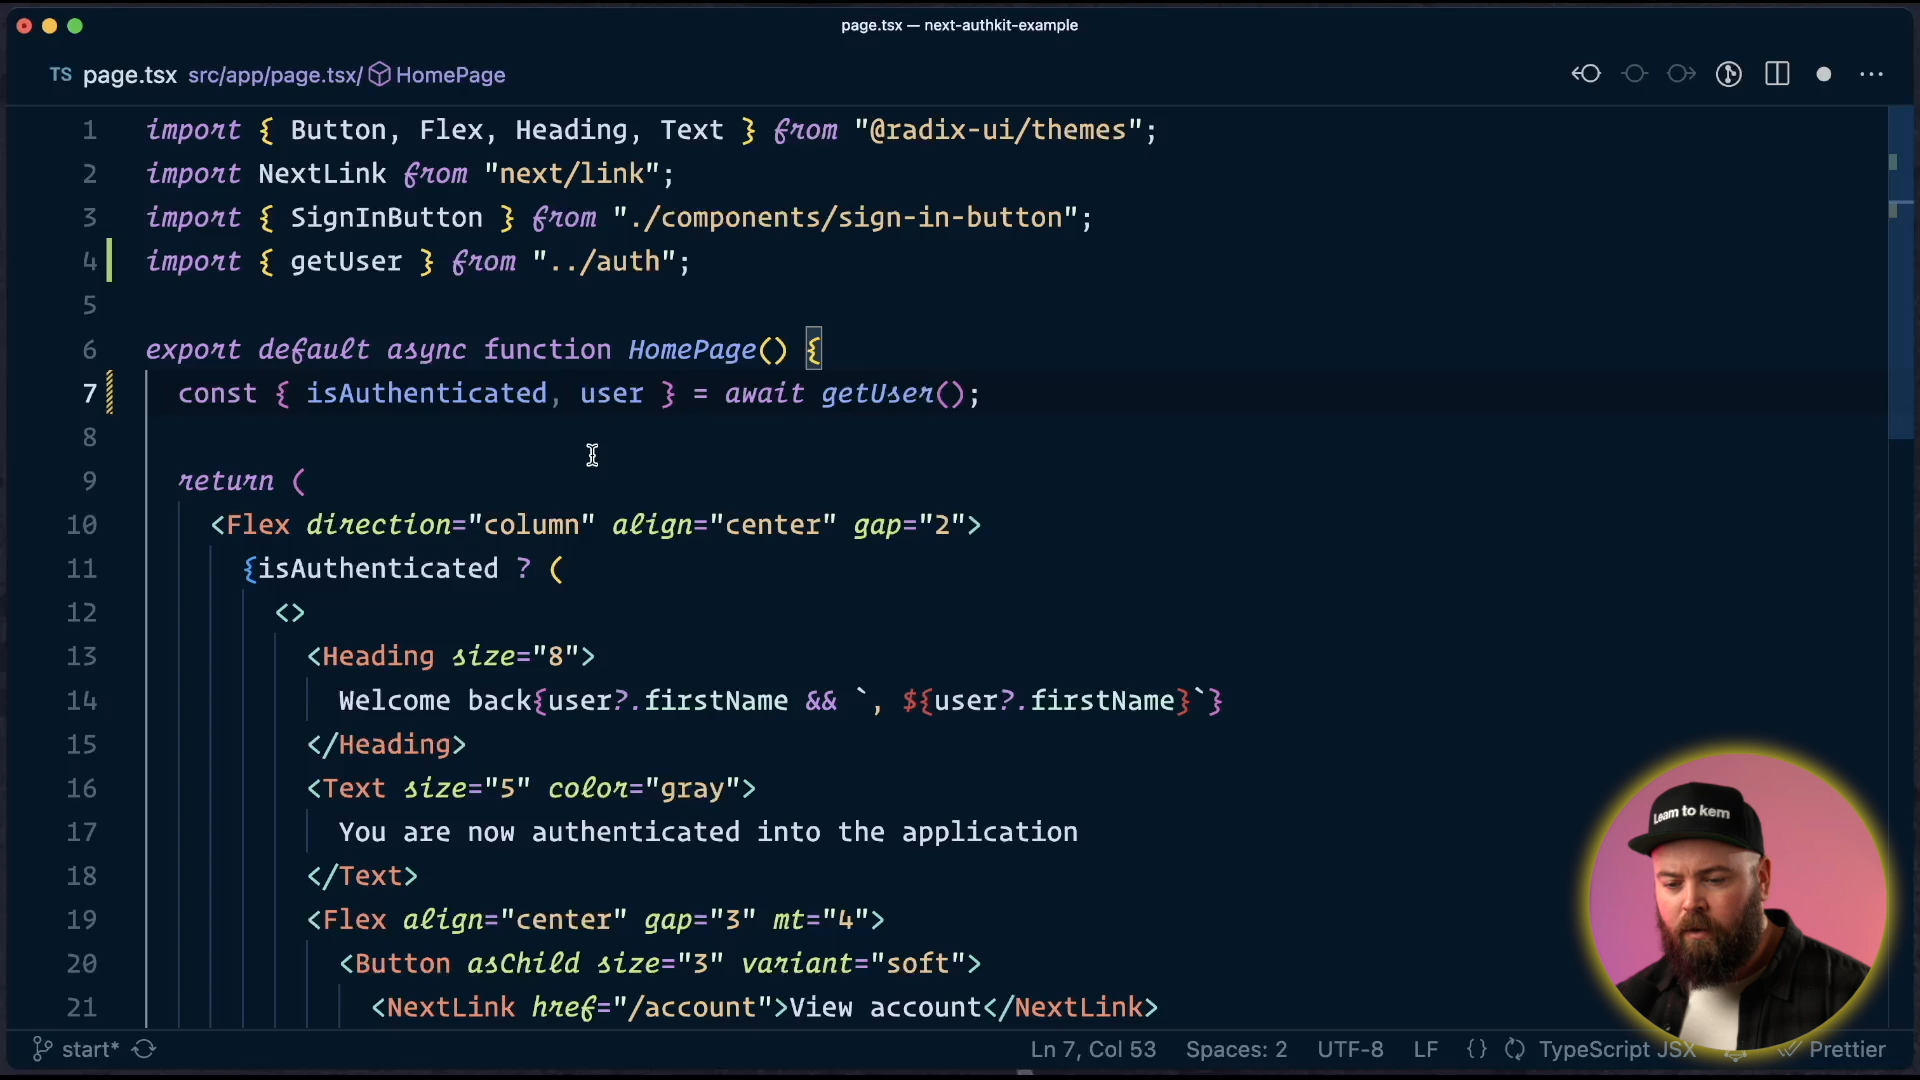 page.tsx — next-authkit-example
TS page.tsx src/app/page.tsx/ HomePage
1 import { Button, Flex, Heading, Text } from "@radix-ui/themes";
2 import NextLink from "next/link";
3 import { SignInButton } from "./components/sign-in-button";
4 import { getUser } from "../auth";
5
6 export default async function HomePage() {
7 const { isAuthenticated, user } = await getUser();
8
9 return (
10 <Flex direction="column" align="center" gap="2">
11 {isAuthenticated ? (
12 <>
13 <Heading size="8">
14 Welcome back{user?.firstName && `, ${user?.firstName}`}
15 </Heading>
16 <Text size="5" color="gray">
17 You are now authenticated into the application
18 </Text>
19 <Flex align="center" gap="3" mt="4">
20 <Button asChild size="3" variant="soft">
21 <NextLink href="/account">View account</NextLink>
Learn to kern
start* Ln 7, Col 53 Spaces: 2 UTF-8 LF {} TypeScript JSX Prettier